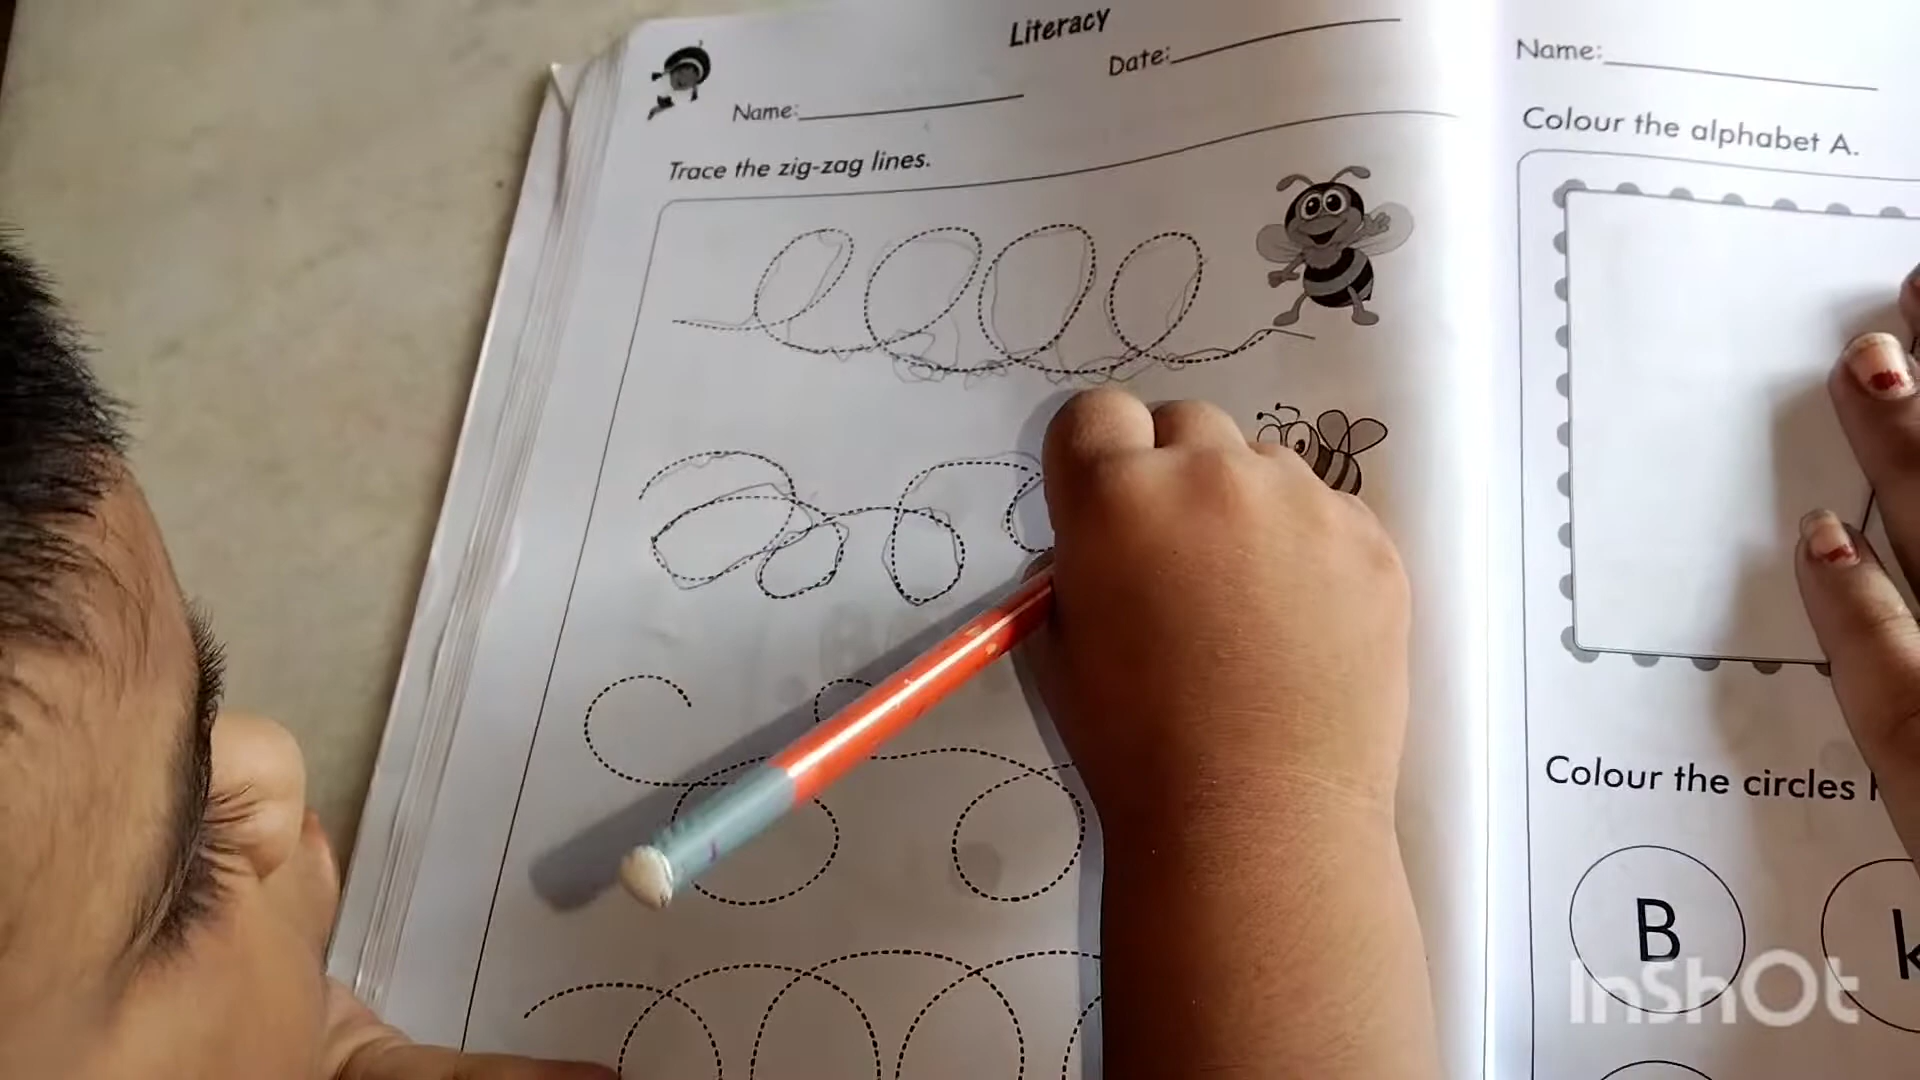 Literacy
Name: Date:
Trace the zig-zag lines.
Name:
Colour the alphabet A.
Colour the circles
B
k
InShOt